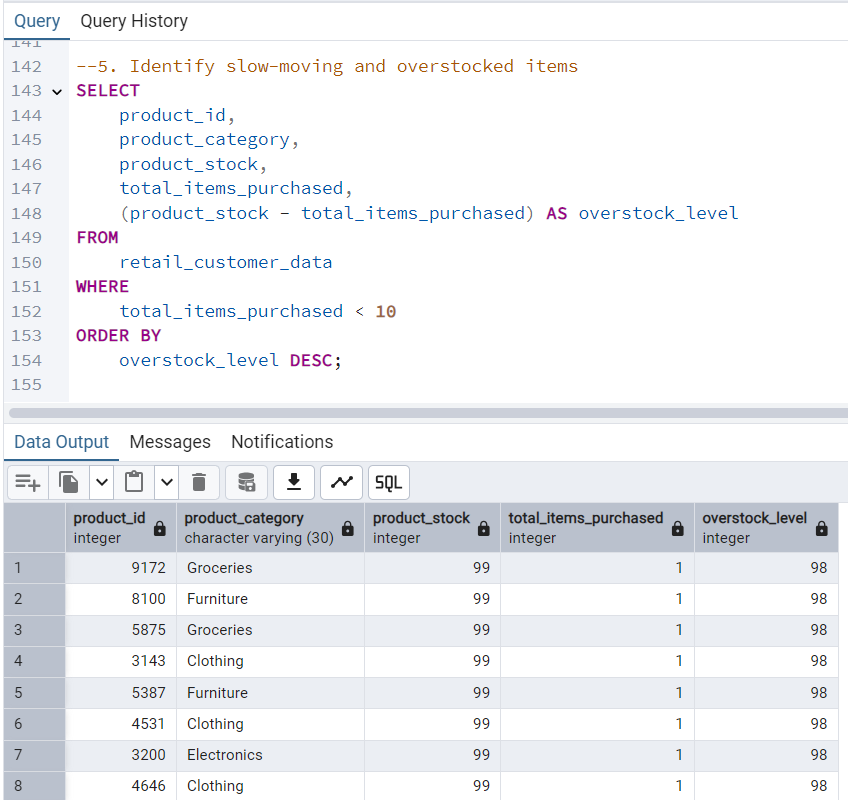 Query Query History
141
142 --5. Identify slow-moving and overstocked items
143 SELECT
144 product_id,
145 product_category,
146 product_stock,
147 total_items_purchased,
148 (product_stock - total_items_purchased) AS overstock_level
149 FROM
150 retail_customer_data
151 WHERE
152 total_items_purchased < 10
153 ORDER BY
154 overstock_level DESC;
155
Data Output Messages Notifications
SQL
product_id product_category product_stock total_items_purchased overstock_level
integer character varying (30) integer integer integer
1 9172 Groceries 99 1 98
2 8100 Furniture 99 1 98
3 5875 Groceries 99 1 98
4 3143 Clothing 99 1 98
5 5387 Furniture 99 1 98
6 4531 Clothing 99 1 98
7 3200 Electronics 99 1 98
8 4646 Clothing 99 1 98